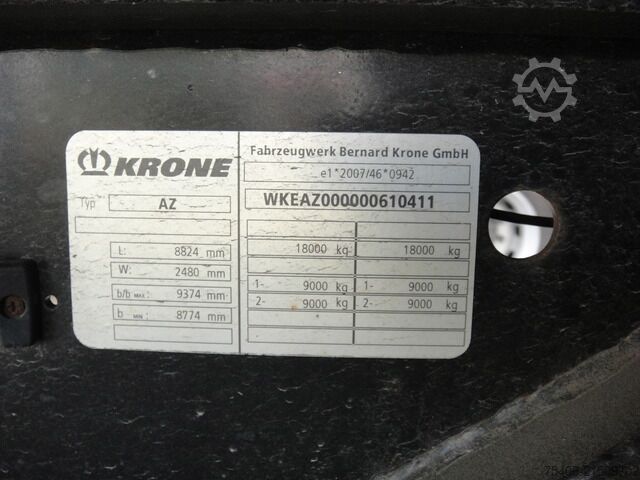 KRONE
Fahrzeugwerk Bernard Krone GmbH
e1*2007/46*0942
Typ AZ
WKEAZ000000610411
L: 8824 mm
18000 kg 18000 kg
W: 2480 mm
b/b MAX: 9374 mm
1- 9000 kg 1- 9000 kg
b MIN: 8774 mm
2- 9000 kg 2- 9000 kg